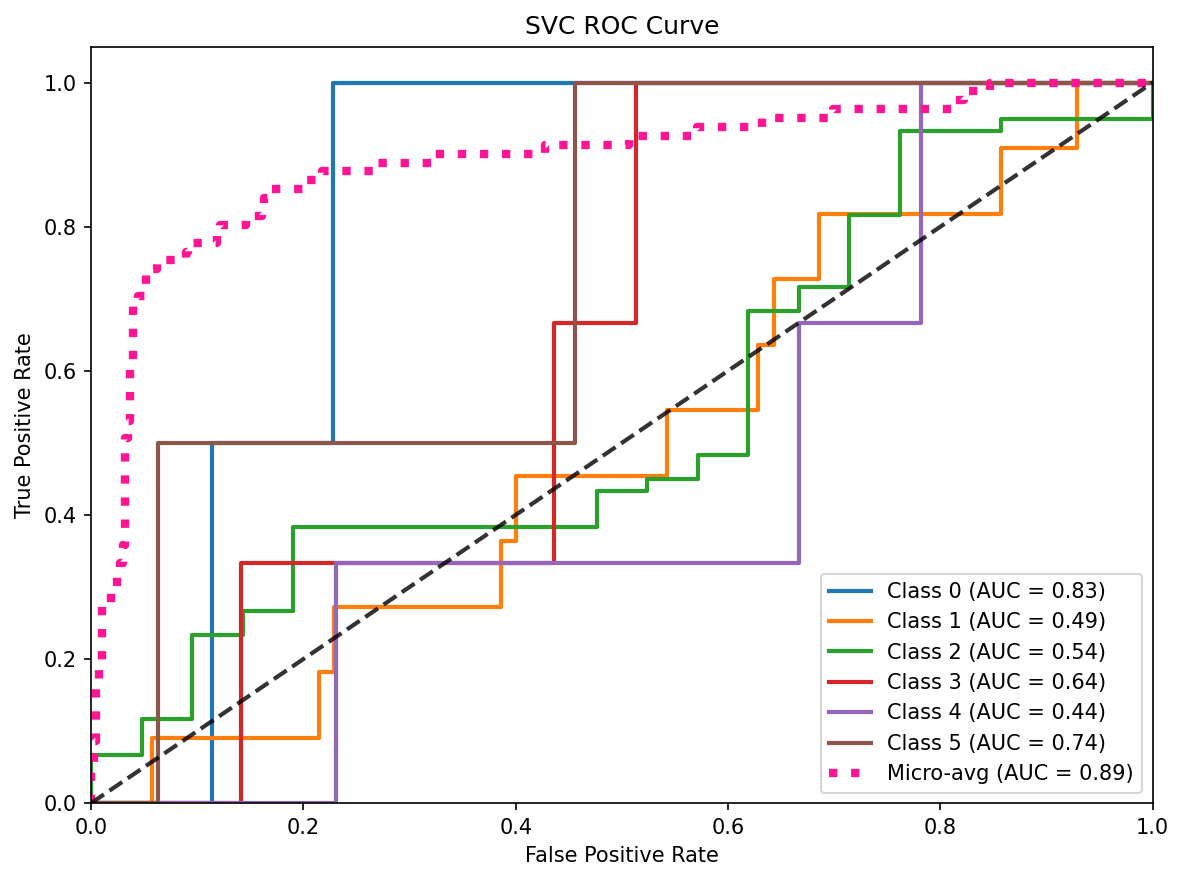 SVC ROC Curve
True Positive Rate
1.0
0.8
0.6
0.4
0.2
0.0
Class 0 (AUC = 0.83)
Class 1 (AUC = 0.49)
Class 2 (AUC = 0.54)
Class 3 (AUC = 0.64)
Class 4 (AUC = 0.44)
Class 5 (AUC = 0.74)
Micro-avg (AUC = 0.89)
0.0 0.2 0.4 0.6 0.8 1.0
False Positive Rate